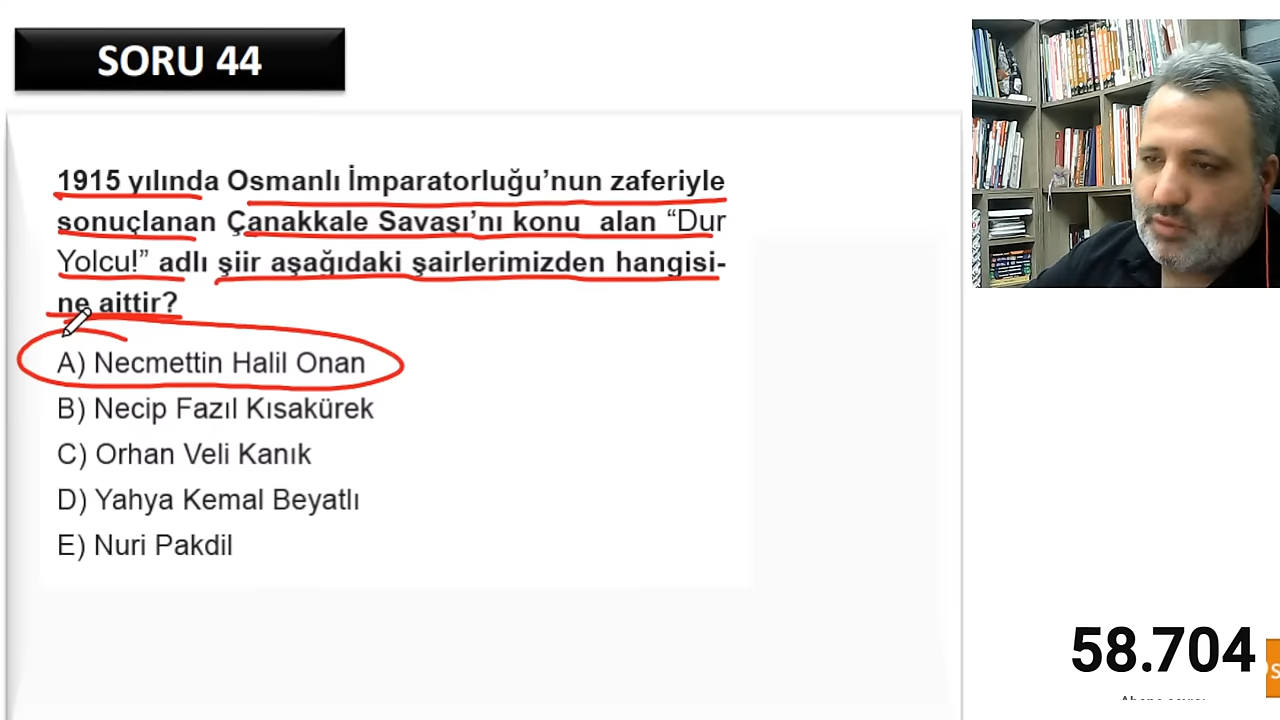 SORU 44
1915 yılında Osmanlı İmparatorluğu’nun zaferiyle
sonuçlanan Çanakkale Savaşı’nı konu alan “Dur
Yolcu!” adlı şiir aşağıdaki şairlerimizden hangisi-
ne aittir?
A) Necmettin Halil Onan
B) Necip Fazıl Kısakürek
C) Orhan Veli Kanık
D) Yahya Kemal Beyatlı
E) Nuri Pakdil
58.704